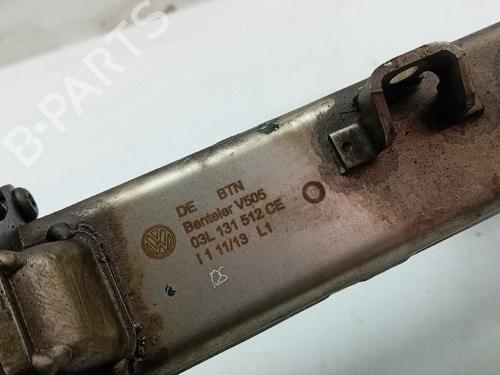 B-PARTS
DE BTN
Benteler V505
03L 131 512 CE
I 1 11/13 L1